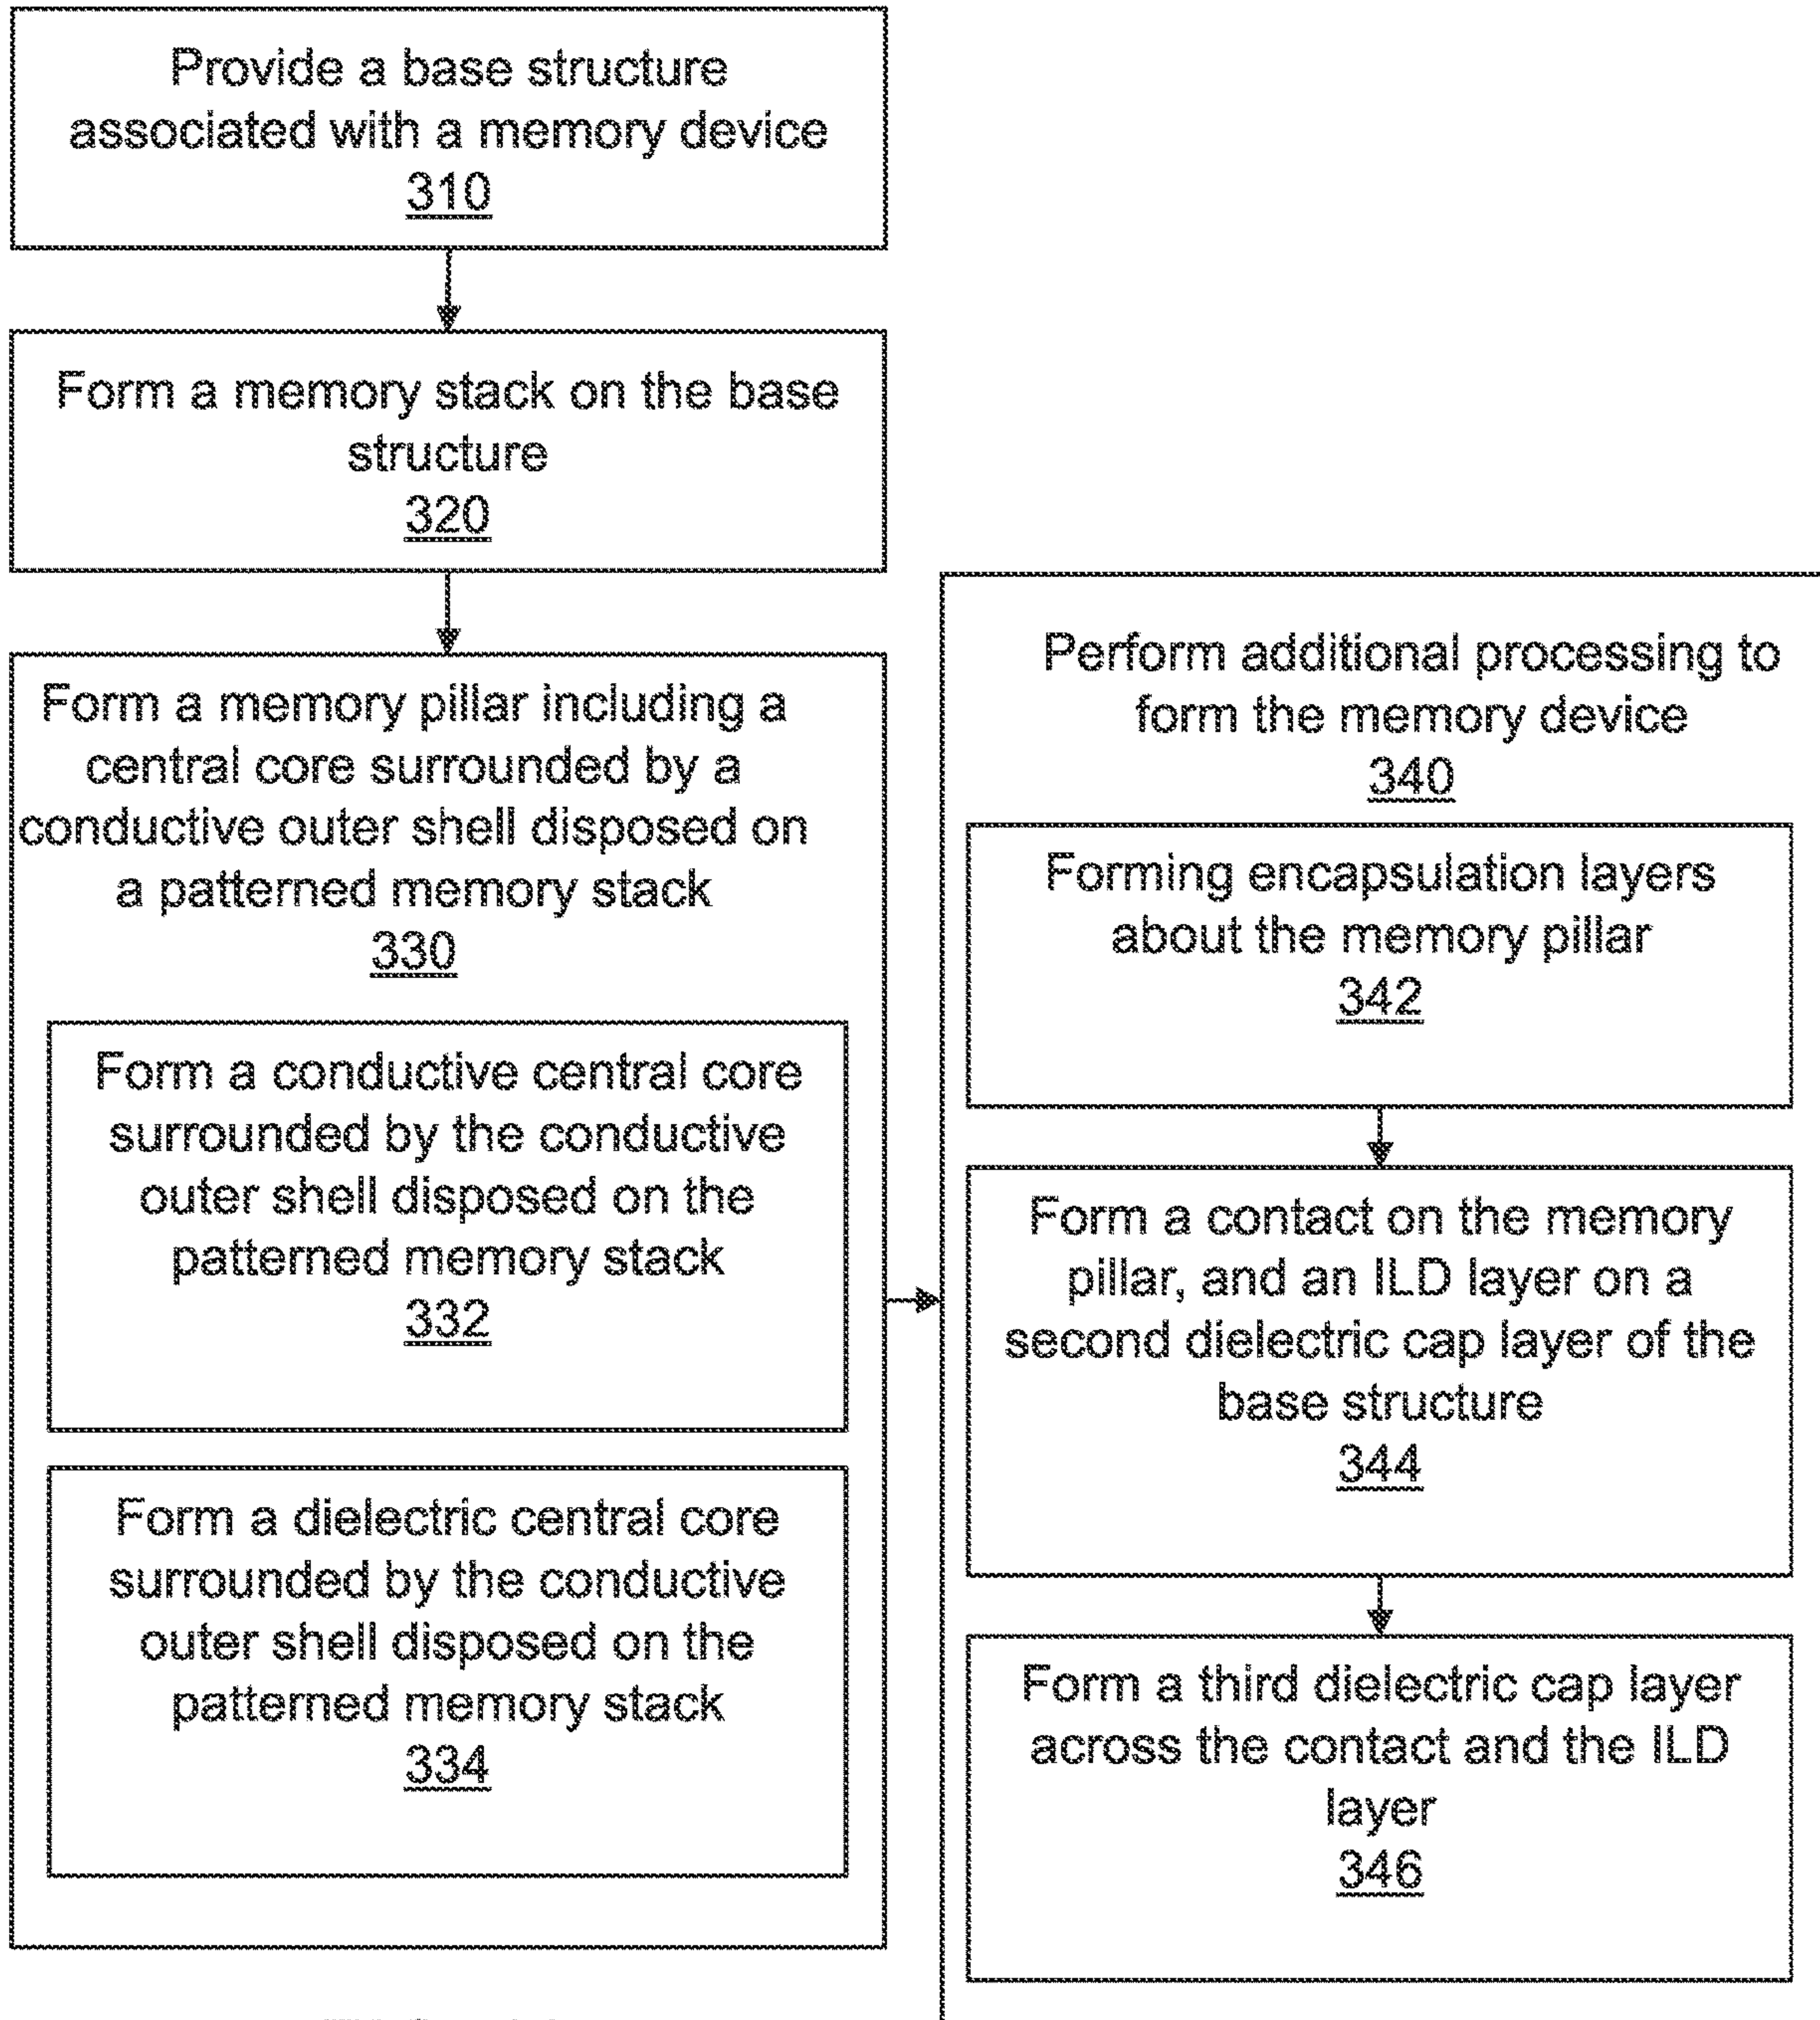 Provide a base structure
associated with a memory device
310
Form a memory stack on the base
structure
320
Form a memory pillar including a
central core surrounded by a
conductive outer shell disposed on
a patterned memory stack
330
Form a conductive central core
surrounded by the conductive
outer shell disposed on the
patterned memory stack
332
Form a dielectric central core
surrounded by the conductive
outer shell disposed on the
patterned memory stack
334
Perform additional processing to
form the memory device
340
Forming encapsulation layers
about the memory pillar
342
Form a contact on the memory
pillar, and an ILD layer on a
second dielectric cap layer of the
base structure
344
Form a third dielectric cap layer
across the contact and the ILD
layer
346